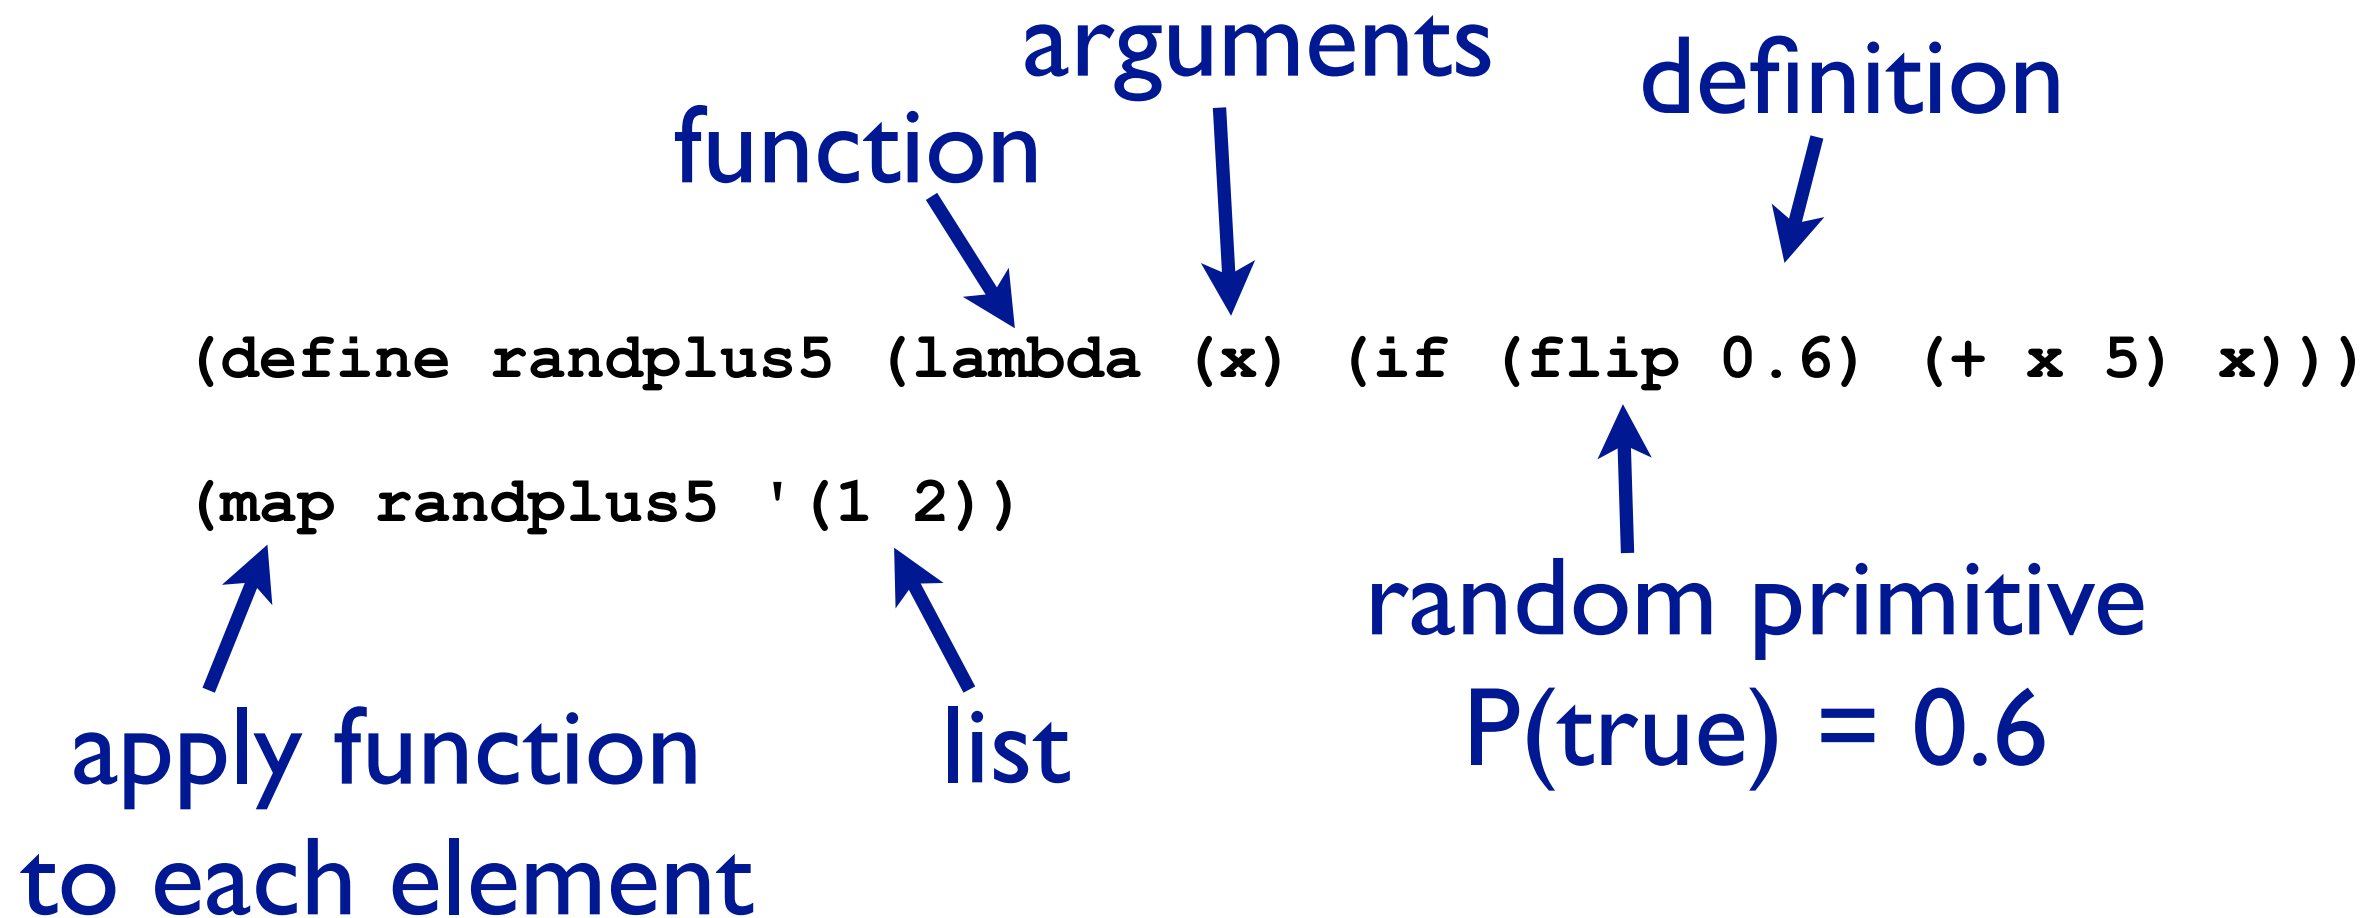 arguments
definition
function
(define randplus5 (lambda (x) (if (flip 0.6) (+ x 5) x)))
(map randplus5 '(1 2))
random primitive
P(true) = 0.6
apply function
to each element
list